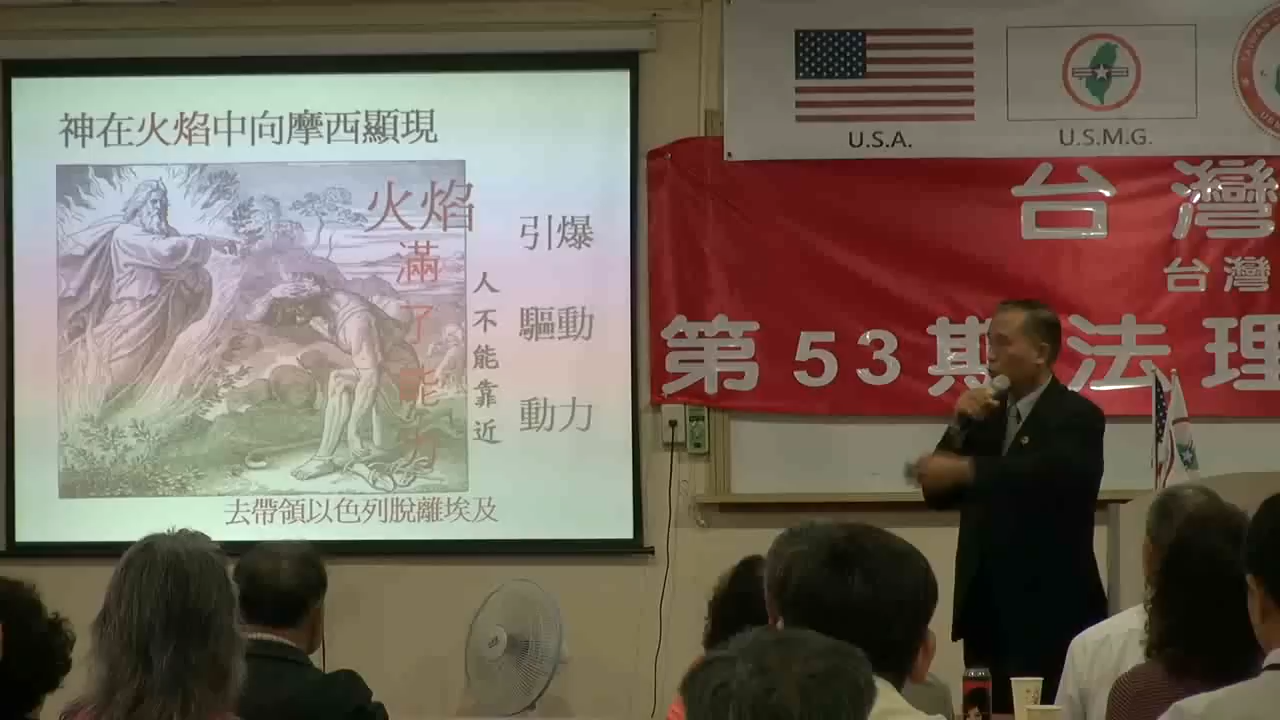 神在火焰中向摩西顯現
火焰
滿了能力
人不能靠近
引爆
驅動
動力
去帶領以色列脫離埃及
U.S.A.
U.S.M.G.
台灣
台灣
第53期法理